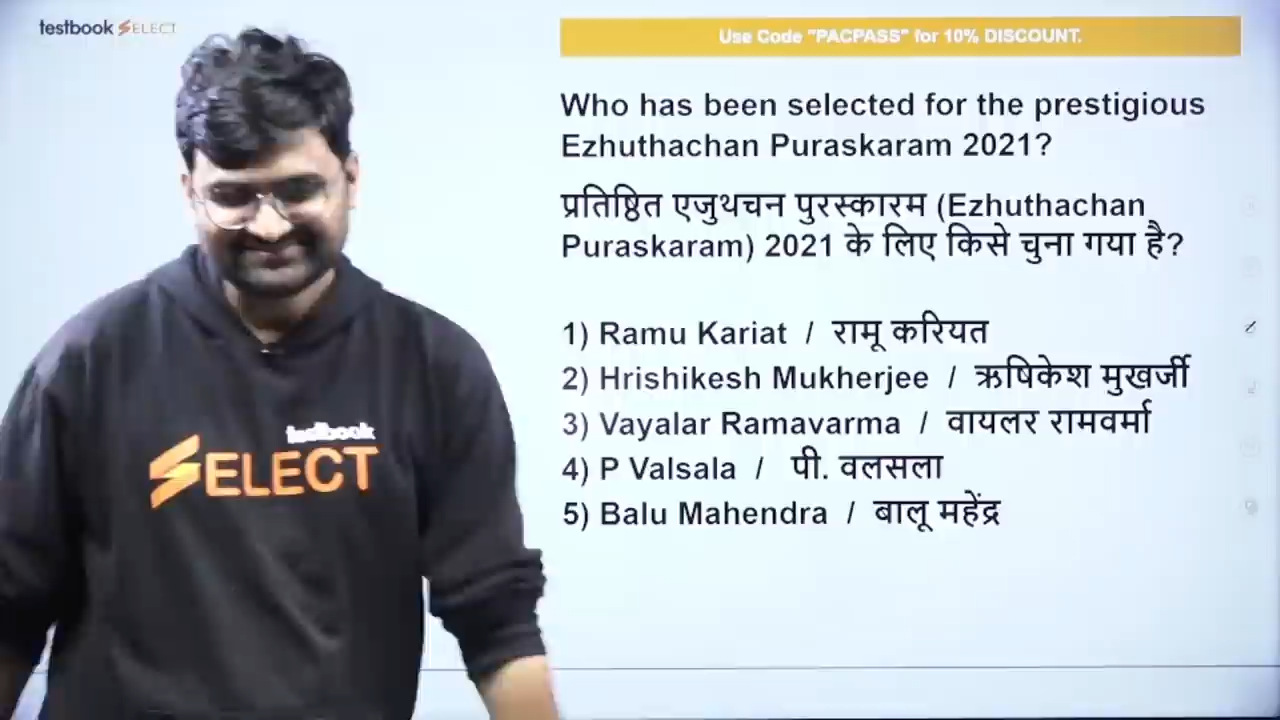 testbook SELECT
Use Code "PACPASS" for 10% DISCOUNT.
Who has been selected for the prestigious
Ezhuthachan Puraskaram 2021?
प्रतिष्ठित एजुथचन पुरस्कारम (Ezhuthachan
Puraskaram) 2021 के लिए किसे चुना गया है?
1) Ramu Kariat / रामू करियत
2) Hrishikesh Mukherjee / ऋषिकेश मुखर्जी
3) Vayalar Ramavarma / वायलर रामवर्मा
4) P Valsala / पी. वलसला
5) Balu Mahendra / बालू महेंद्र
testbook
SELECT